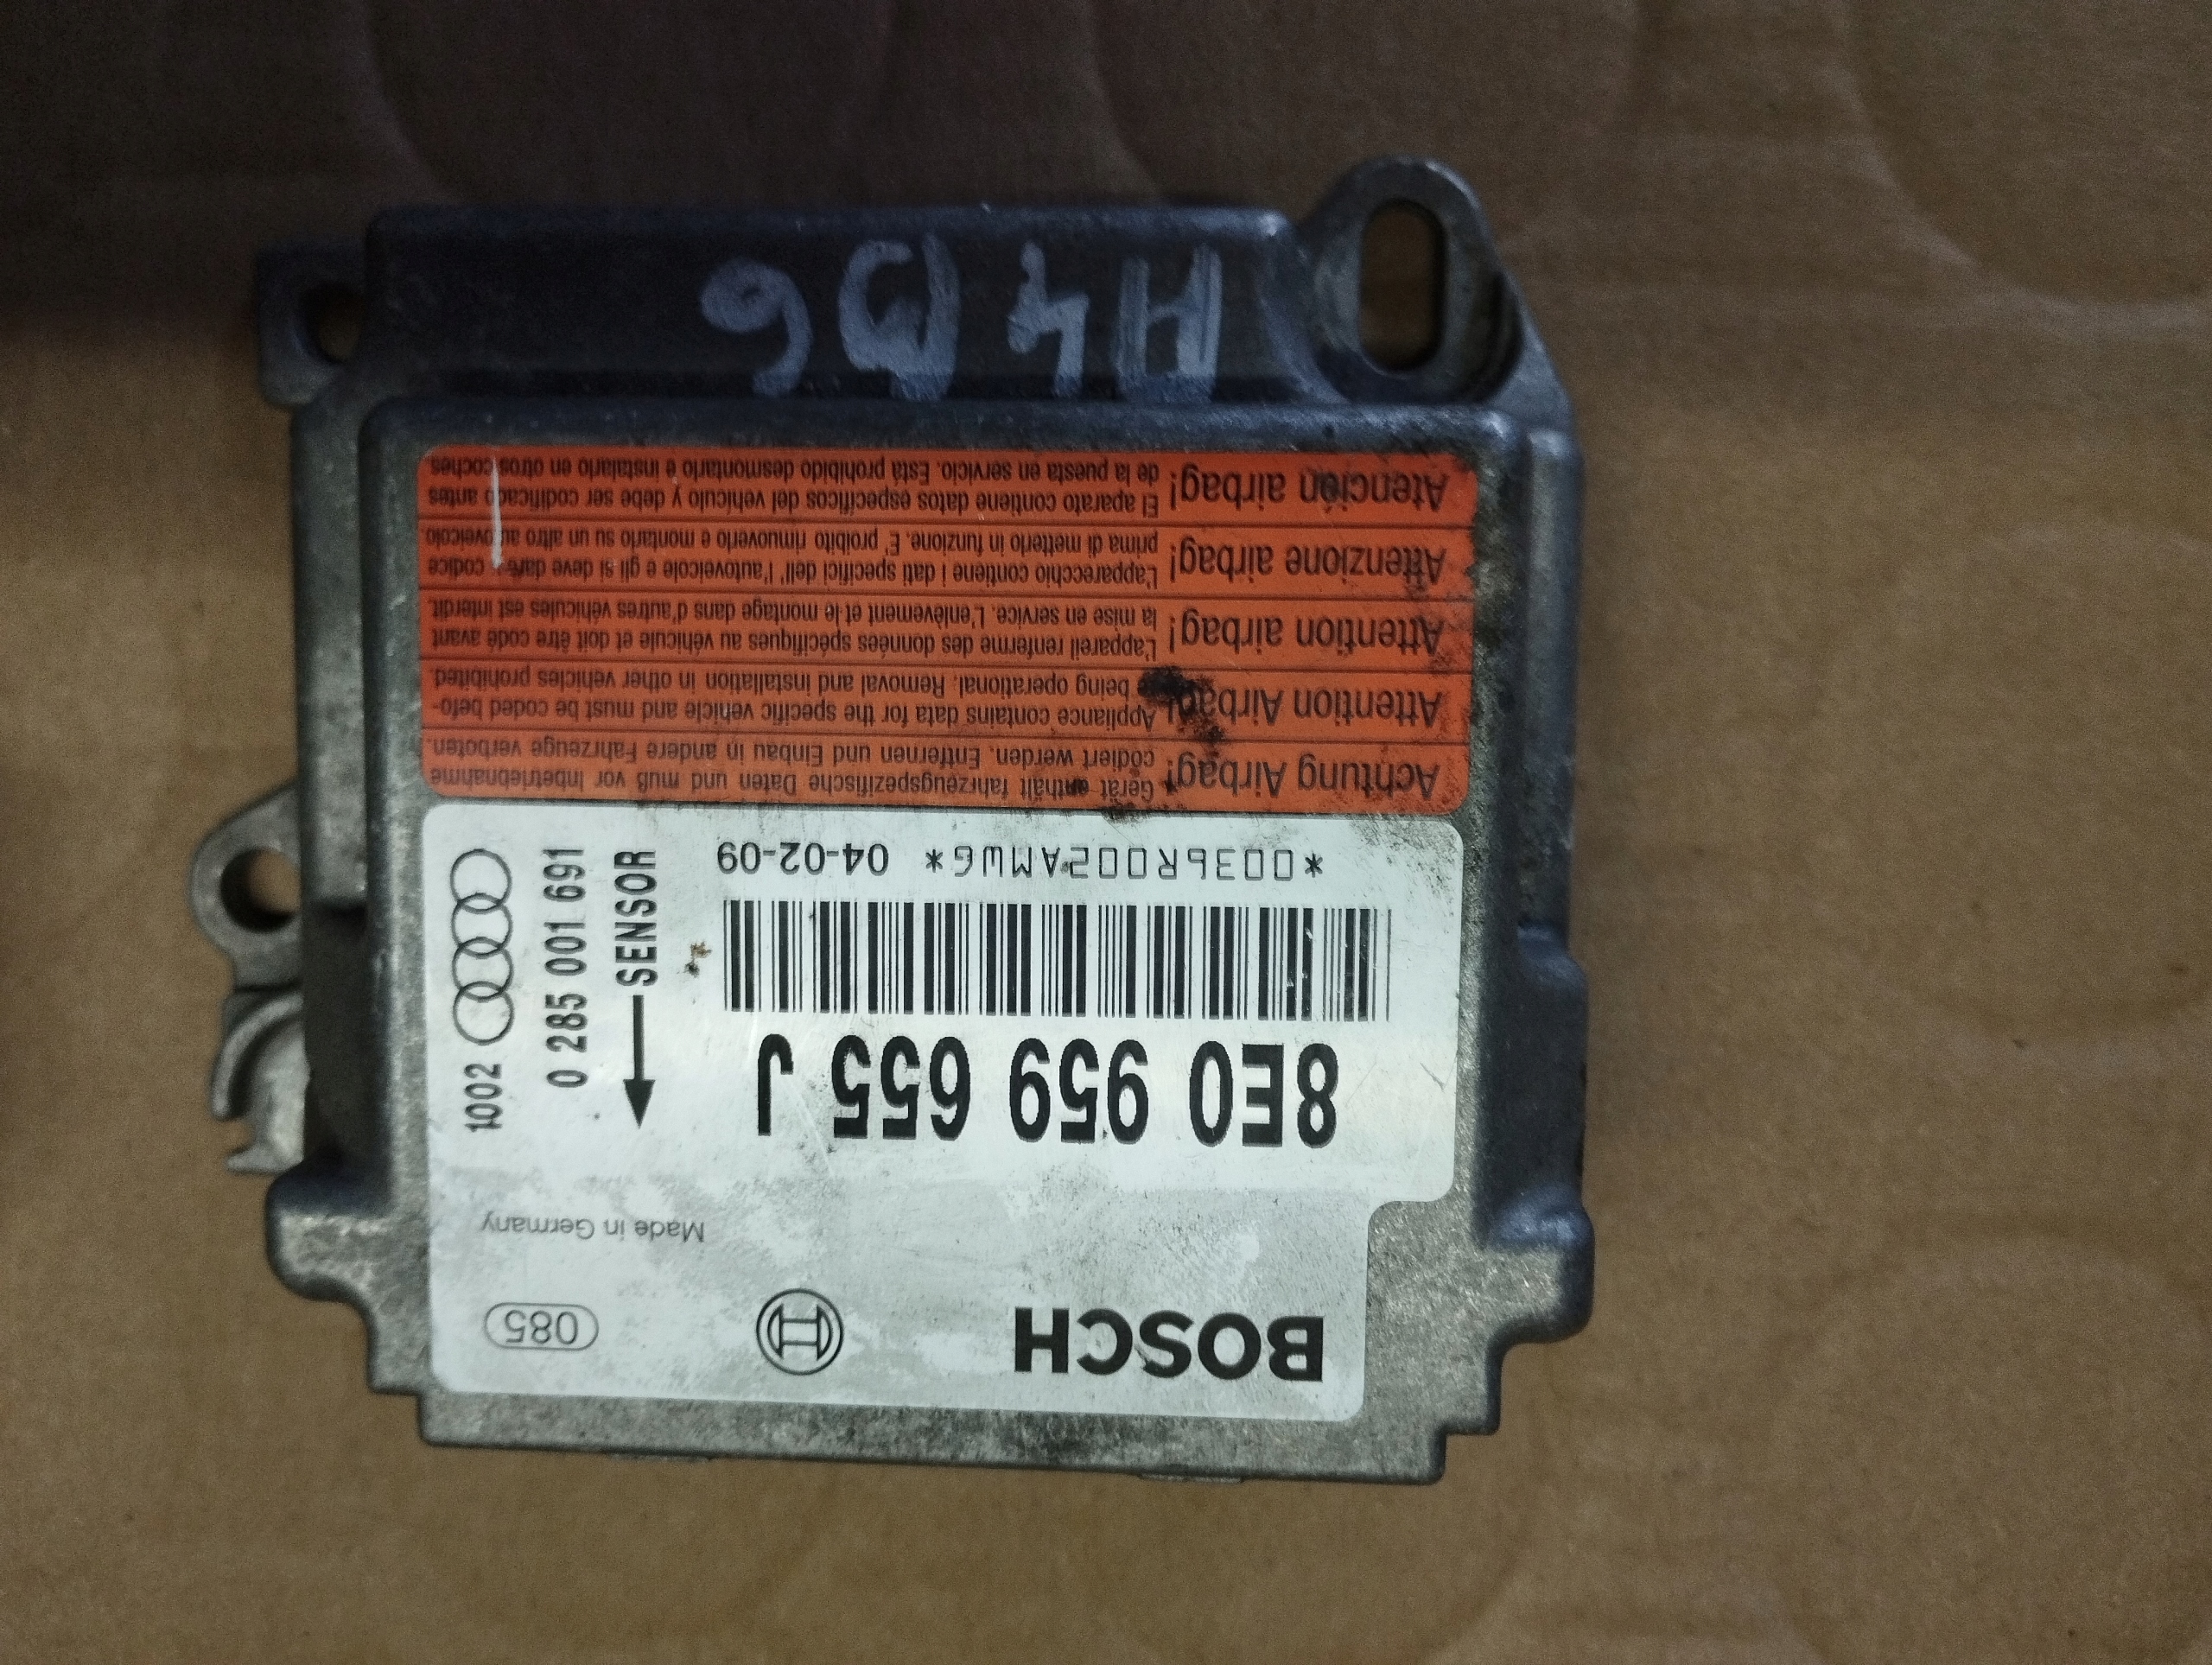 A4 B6
BOSCH
085
Made in Germany
8E0 959 655 J
SENSOR
0 285 001 691
1002
*0036R002AMWG* 04-02-09
Achtung Airbag! Gerät enthält fahrzeugspezifische Daten und muß vor Inbetriebnahme
codiert werden. Entfernen und Einbau in andere Fahrzeuge verboten.
Attention Airbag! Appliance contains data for the specific vehicle and must be coded befo-
being operational. Removal and installation in other vehicles prohibited.
Attention airbag! L'appareil renferme des données spécifiques au véhicule et doit être codé avant
la mise en service. L'enlèvement et le montage dans d'autres véhicules est interdit.
Attenzione airbag! L'apparecchio contiene i dati specifici dell' l'autoveicolo e gli si deve dare il codice
prima di metterlo in funzione. E' proibito rimuoverlo e montarlo su un altro autoveicolo
Atención airbag! El aparato contiene datos específicos del vehículo y debe ser codificado antes
de la puesta en servicio. Está prohibido desmontarlo e instalarlo en otros coches.